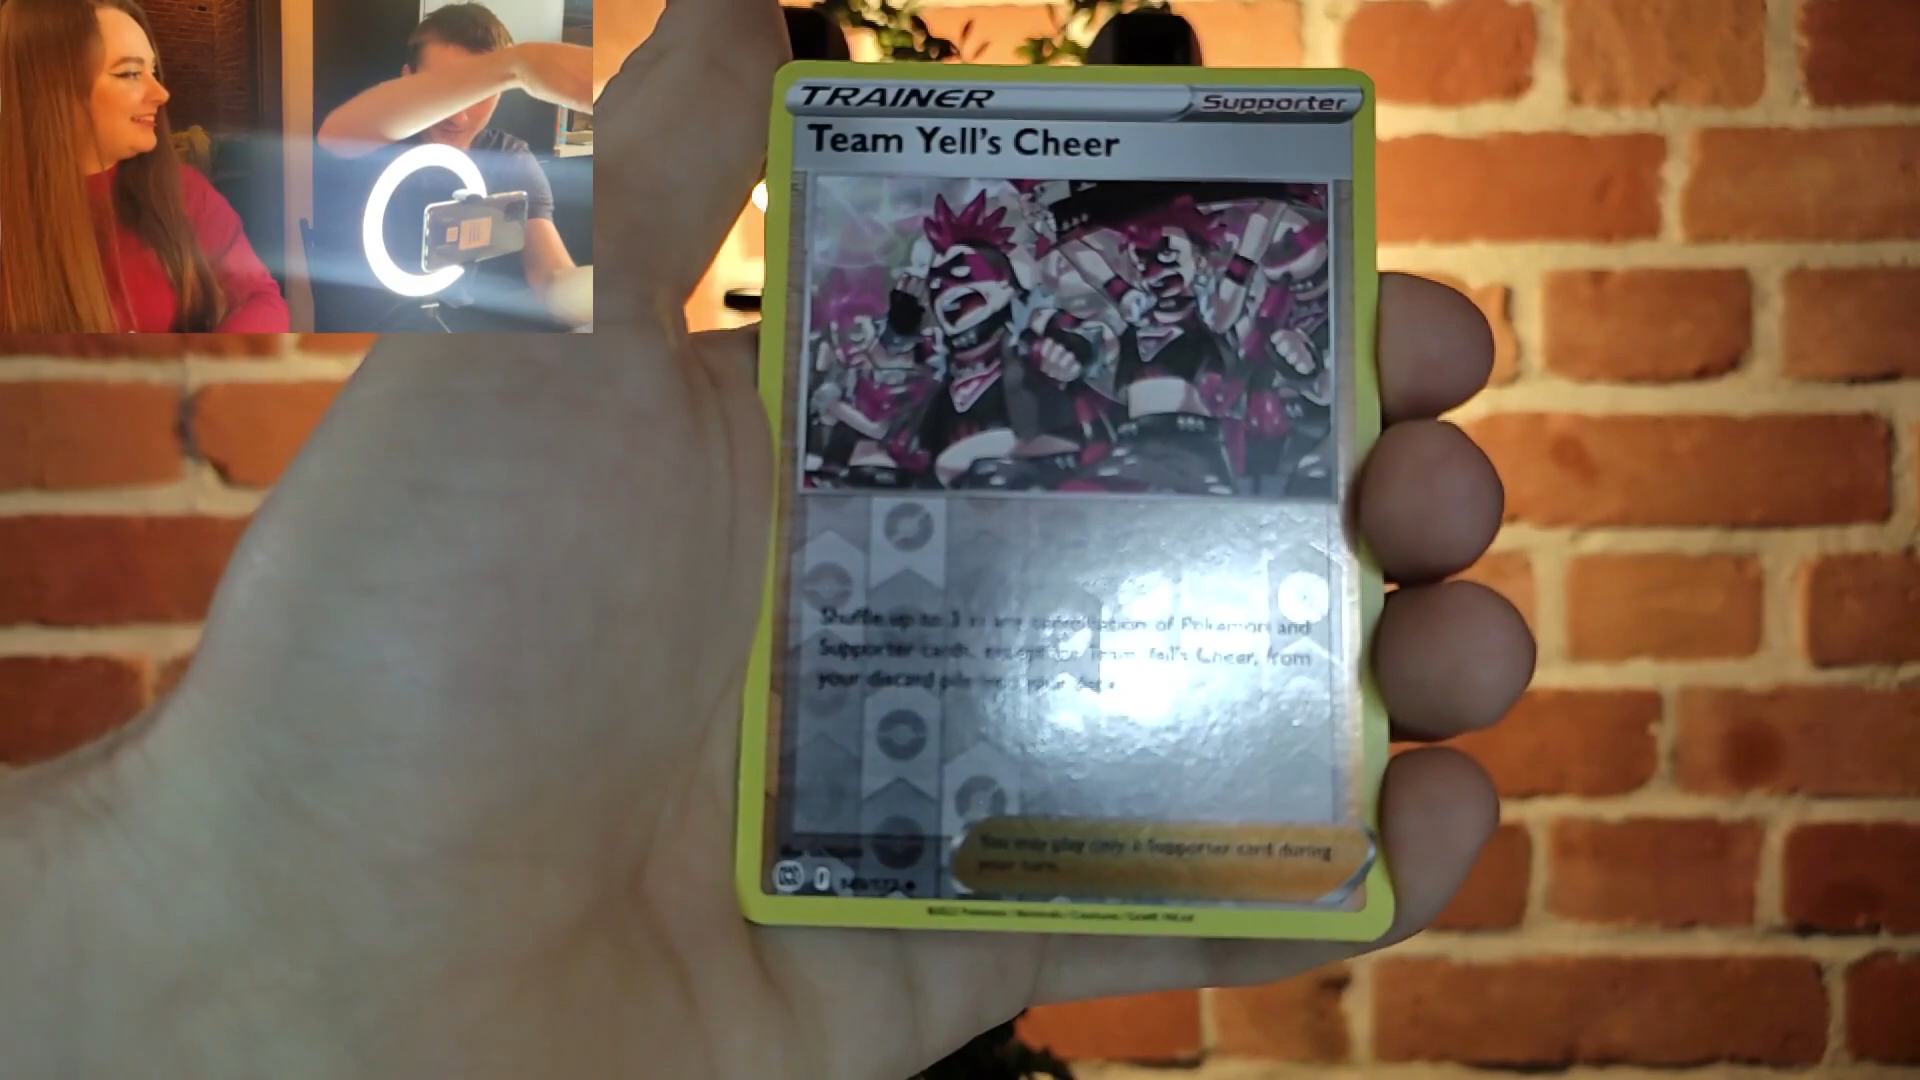 TRAINER
Supporter
Team Yell's Cheer
Shuffle up to 3 in any combination of Pokémon and
Supporter cards, except for Team Yell's Cheer, from
your discard pile into your deck.
You may play only 1 Supporter card during
your turn.
149/172